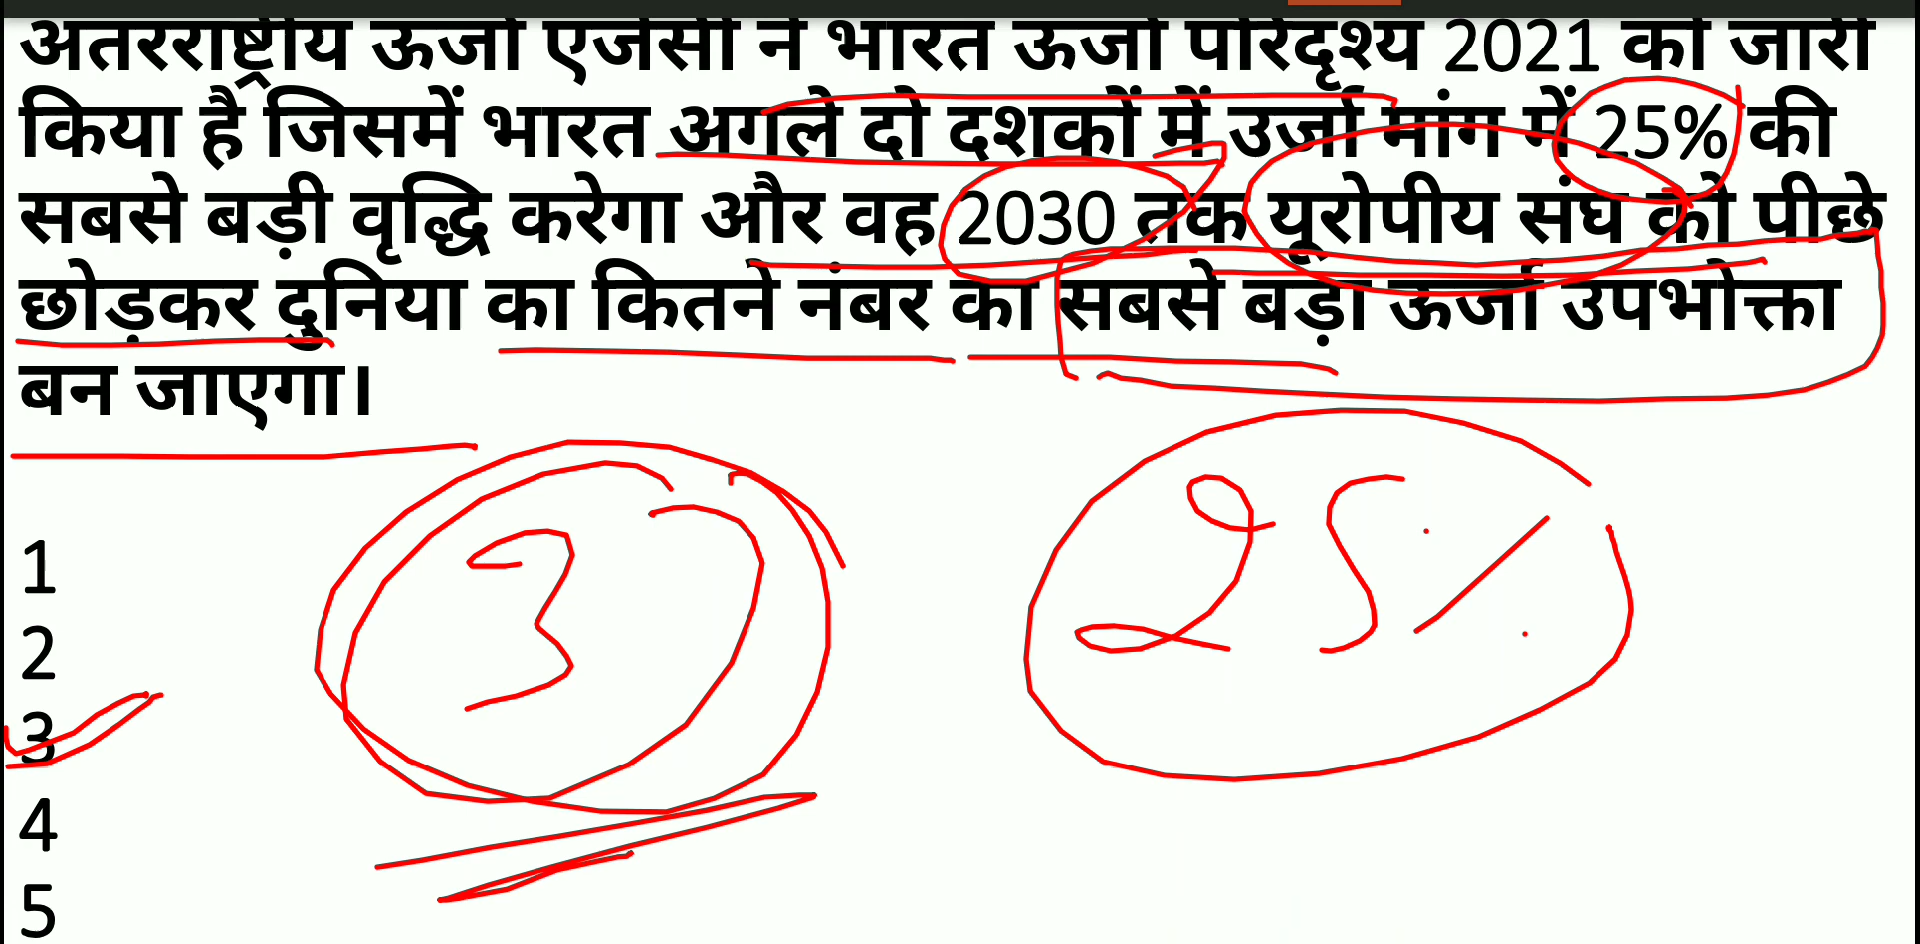 अंतरराष्ट्रीय ऊर्जा एजेंसी ने भारत ऊर्जा परिदृश्य 2021 को जारी
किया है जिसमें भारत अगले दो दशकों में उर्जा मांग में 25% की
सबसे बड़ी वृद्धि करेगा और वह 2030 तक यूरोपीय संघ को पीछे
छोड़कर दुनिया का कितने नंबर का सबसे बड़ा ऊर्जा उपभोक्ता
बन जाएगा।
3
25%
1
2
3
4
5